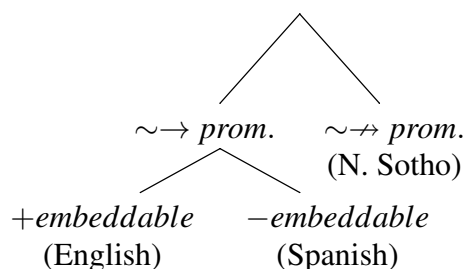 ∼→ prom. ∼↛ prom.
(N. Sotho)
+embeddable −embeddable
(English) (Spanish)